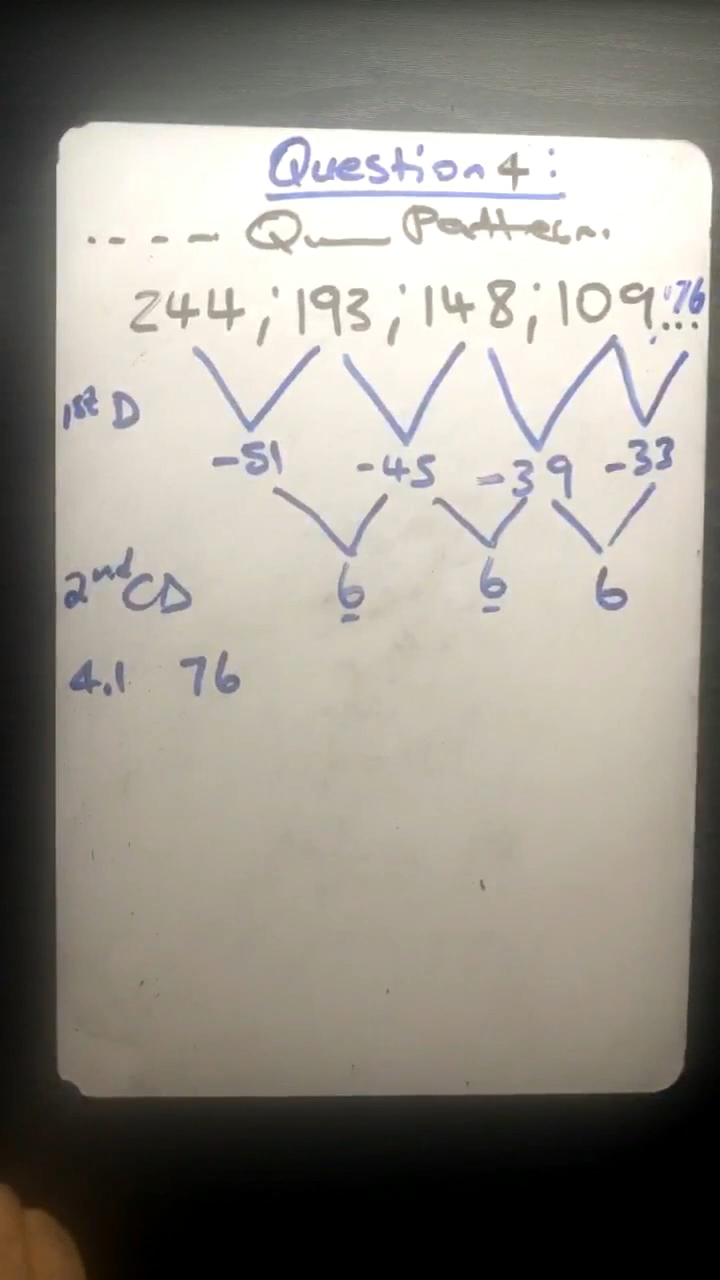 Question 4:
.... Q__ Pattern.
244; 193; 148; 109;76...
1st D
-51 -45 -39 -33
2nd CD 6 6 6
4.1 76